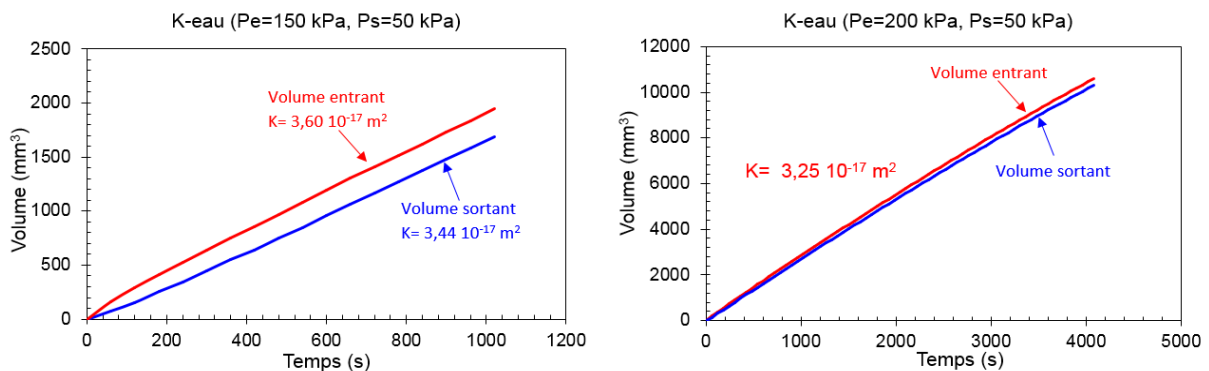 K-eau (Pe=150 kPa, Ps=50 kPa)
2500
2000
1500
1000
500
0
Volume (mm³)
Volume entrant
K= 3,60 10⁻¹⁷ m²
Volume sortant
K= 3,44 10⁻¹⁷ m²
0 200 400 600 800 1000 1200
Temps (s)
K-eau (Pe=200 kPa, Ps=50 kPa)
12000
10000
8000
6000
4000
2000
0
Volume (mm³)
Volume entrant
K= 3,25 10⁻¹⁷ m²
Volume sortant
0 1000 2000 3000 4000 5000
Temps (s)